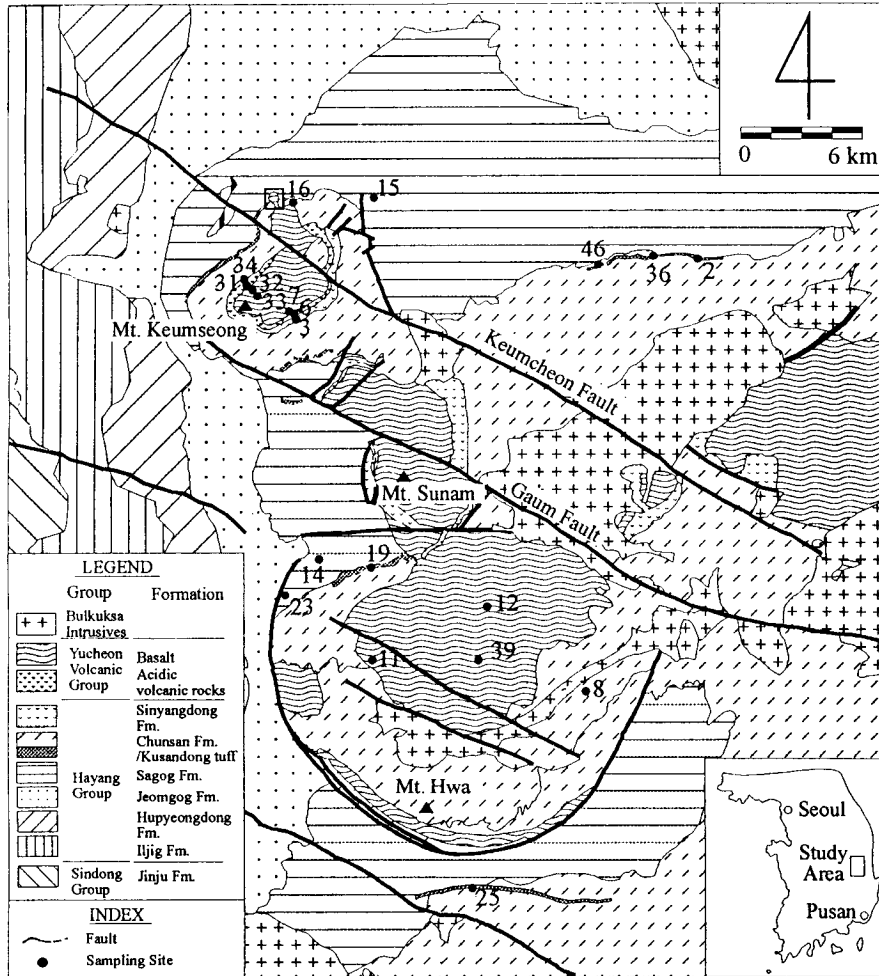 0 6 km
16
15
46
36
2
34
31
32
33
7
6
3
Mt. Keumseong
Keumcheon Fault
Mt. Sunam
Gaum Fault
14
19
23
12
11
39
8
Mt. Hwa
25
LEGEND
Group Formation
Bulkuksa
Intrusives
Yucheon
Volcanic
Group
Basalt
Acidic
volcanic rocks
Hayang
Group
Sinyangdong
Fm.
Chunsan Fm.
/Kusandong tuff
Sagog Fm.
Jeomgog Fm.
Hupyeongdong
Fm.
Iljig Fm.
Sindong
Group
Jinju Fm.
INDEX
Fault
Sampling Site
Seoul
Study
Area
Pusan